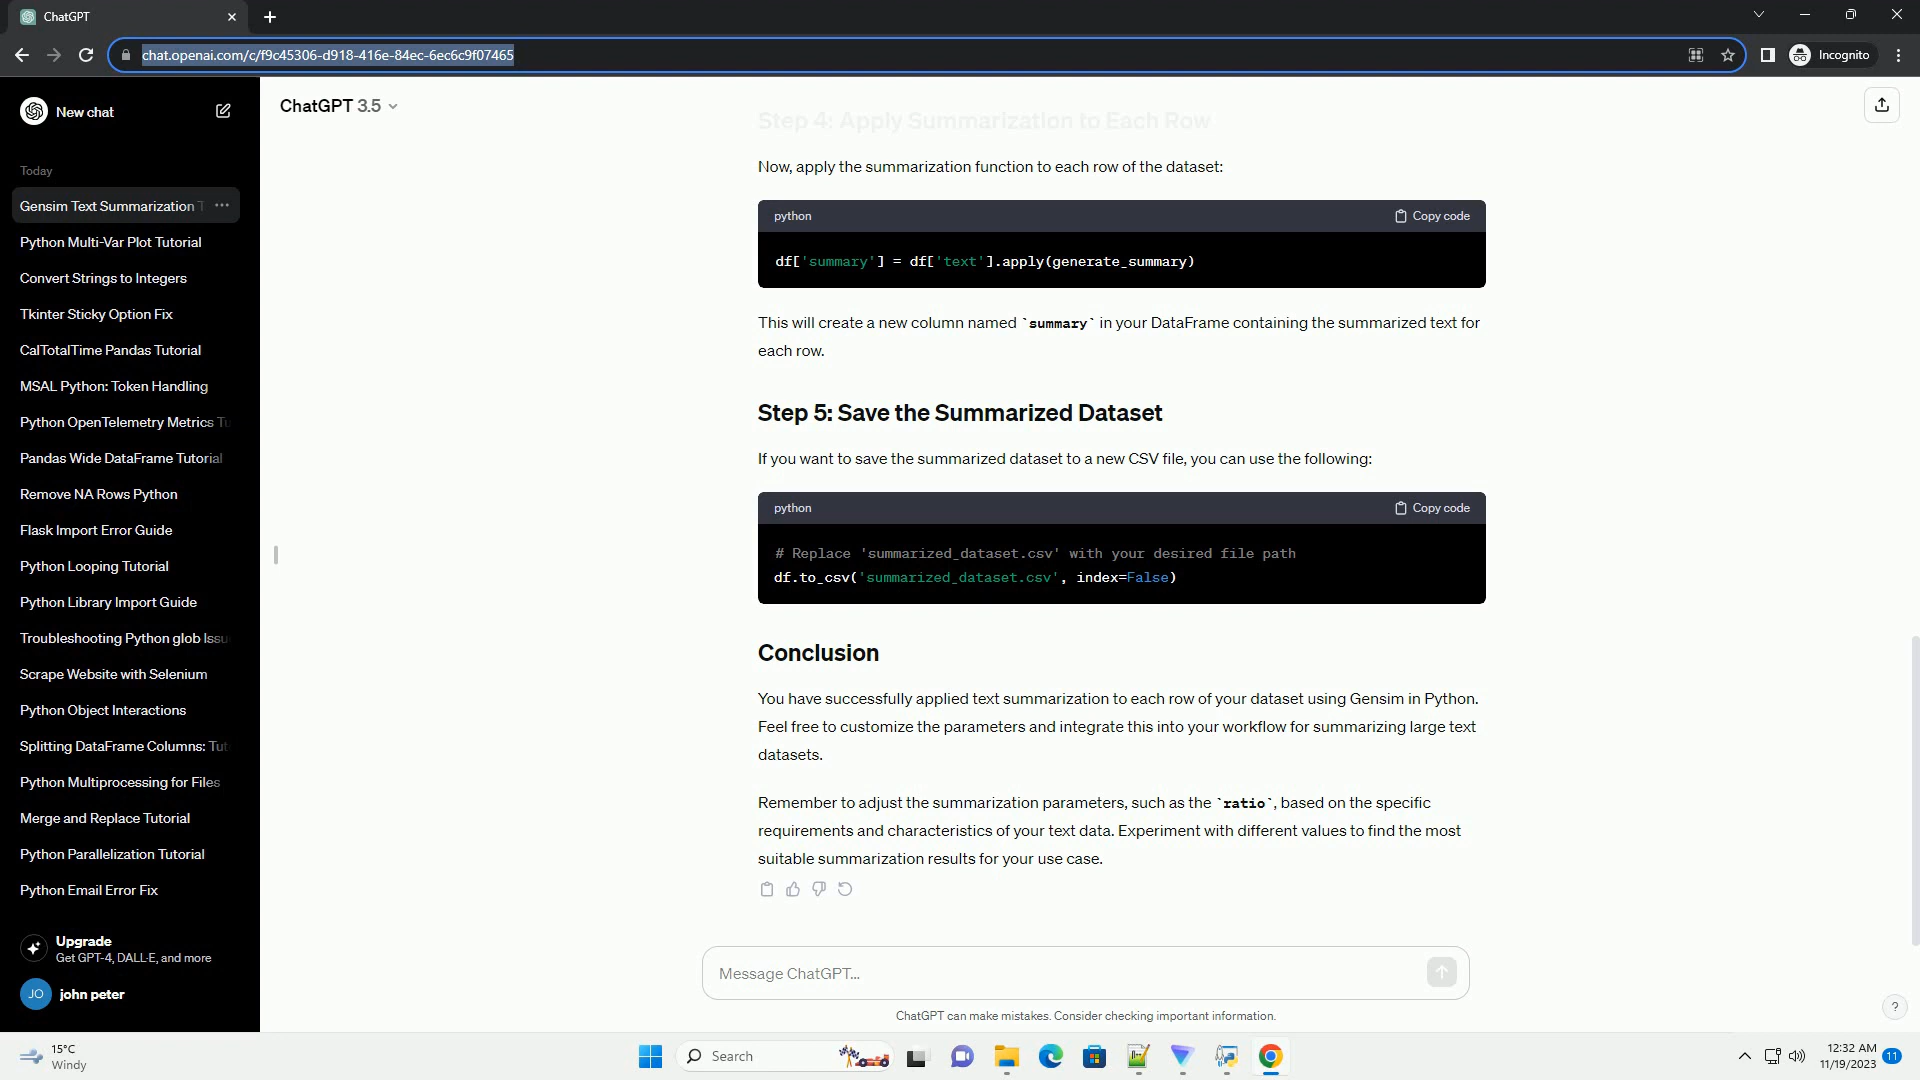 ChatGPT
chat.openai.com/c/f9c45306-d918-416e-84ec-6ec6c9f07465
Incognito
New chat
Today
Gensim Text Summarization T
Python Multi-Var Plot Tutorial
Convert Strings to Integers
Tkinter Sticky Option Fix
CalTotalTime Pandas Tutorial
MSAL Python: Token Handling
Python OpenTelemetry Metrics Tu
Pandas Wide DataFrame Tutorial
Remove NA Rows Python
Flask Import Error Guide
Python Looping Tutorial
Python Library Import Guide
Troubleshooting Python glob Issu
Scrape Website with Selenium
Python Object Interactions
Splitting DataFrame Columns: Tut
Python Multiprocessing for Files
Merge and Replace Tutorial
Python Parallelization Tutorial
Python Email Error Fix
Upgrade
Get GPT-4, DALL·E, and more
JO
john peter
ChatGPT 3.5
Step 4: Apply Summarization to Each Row
Now, apply the summarization function to each row of the dataset:
python
Copy code
df['summary'] = df['text'].apply(generate_summary)
This will create a new column named `summary` in your DataFrame containing the summarized text for
each row.
Step 5: Save the Summarized Dataset
If you want to save the summarized dataset to a new CSV file, you can use the following:
python
Copy code
# Replace 'summarized_dataset.csv' with your desired file path
df.to_csv('summarized_dataset.csv', index=False)
Conclusion
You have successfully applied text summarization to each row of your dataset using Gensim in Python.
Feel free to customize the parameters and integrate this into your workflow for summarizing large text
datasets.
Remember to adjust the summarization parameters, such as the `ratio`, based on the specific
requirements and characteristics of your text data. Experiment with different values to find the most
suitable summarization results for your use case.
Message ChatGPT...
ChatGPT can make mistakes. Consider checking important information.
?
15°C
Windy
Search
12:32 AM
11/19/2023
11